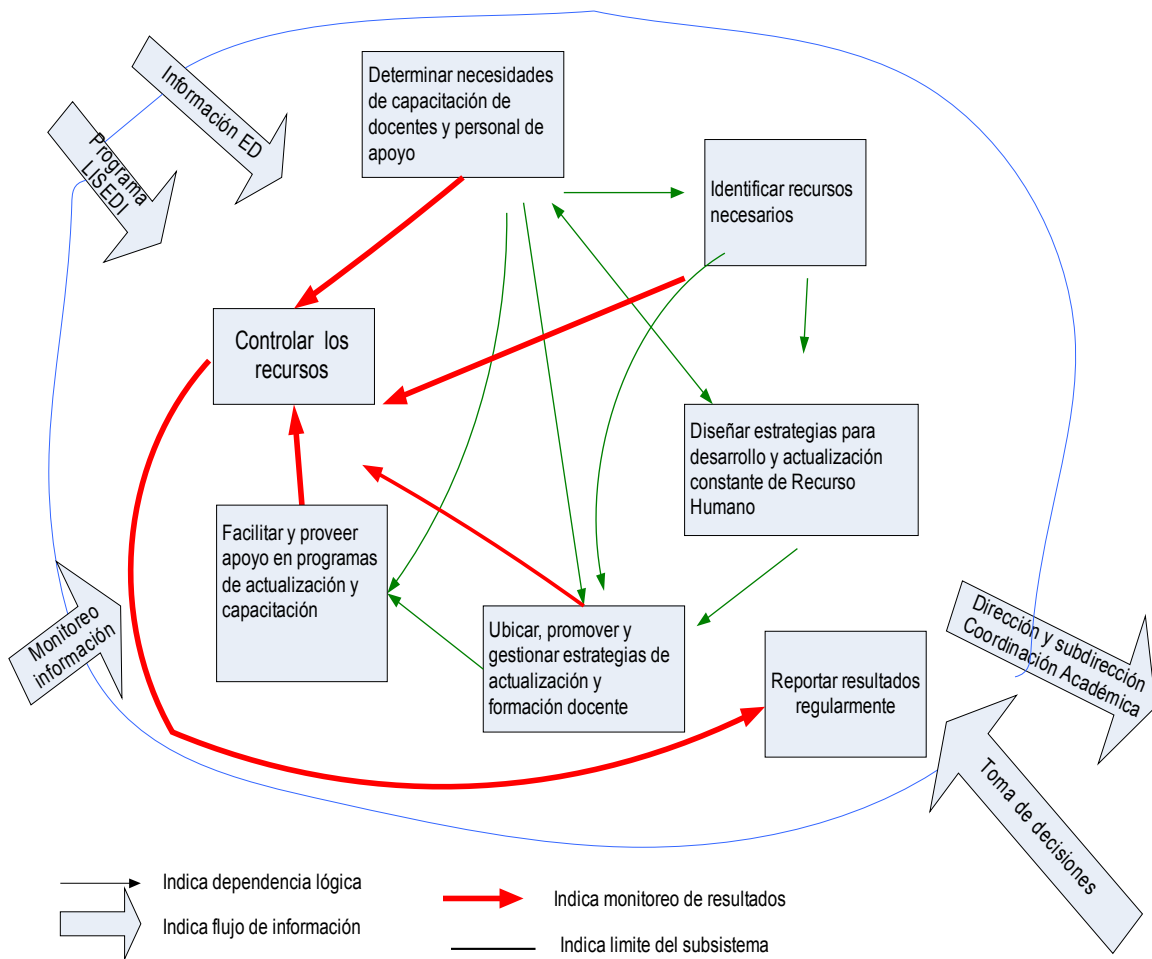 Información ED
Programa
LISEDI
Determinar necesidades
de capacitación de
docentes y personal de
apoyo
Identificar recursos
necesarios
Controlar los
recursos
Diseñar estrategias para
desarrollo y actualización
constante de Recurso
Humano
Facilitar y proveer
apoyo en programas
de actualización y
capacitación
Ubicar, promover y
gestionar estrategias de
actualización y
formación docente
Reportar resultados
regularmente
Monitoreo
información
Dirección y subdirección
Coordinación Académica
Toma de decisiones
Indica dependencia lógica
Indica flujo de información
Indica monitoreo de resultados
Indica limite del subsistema